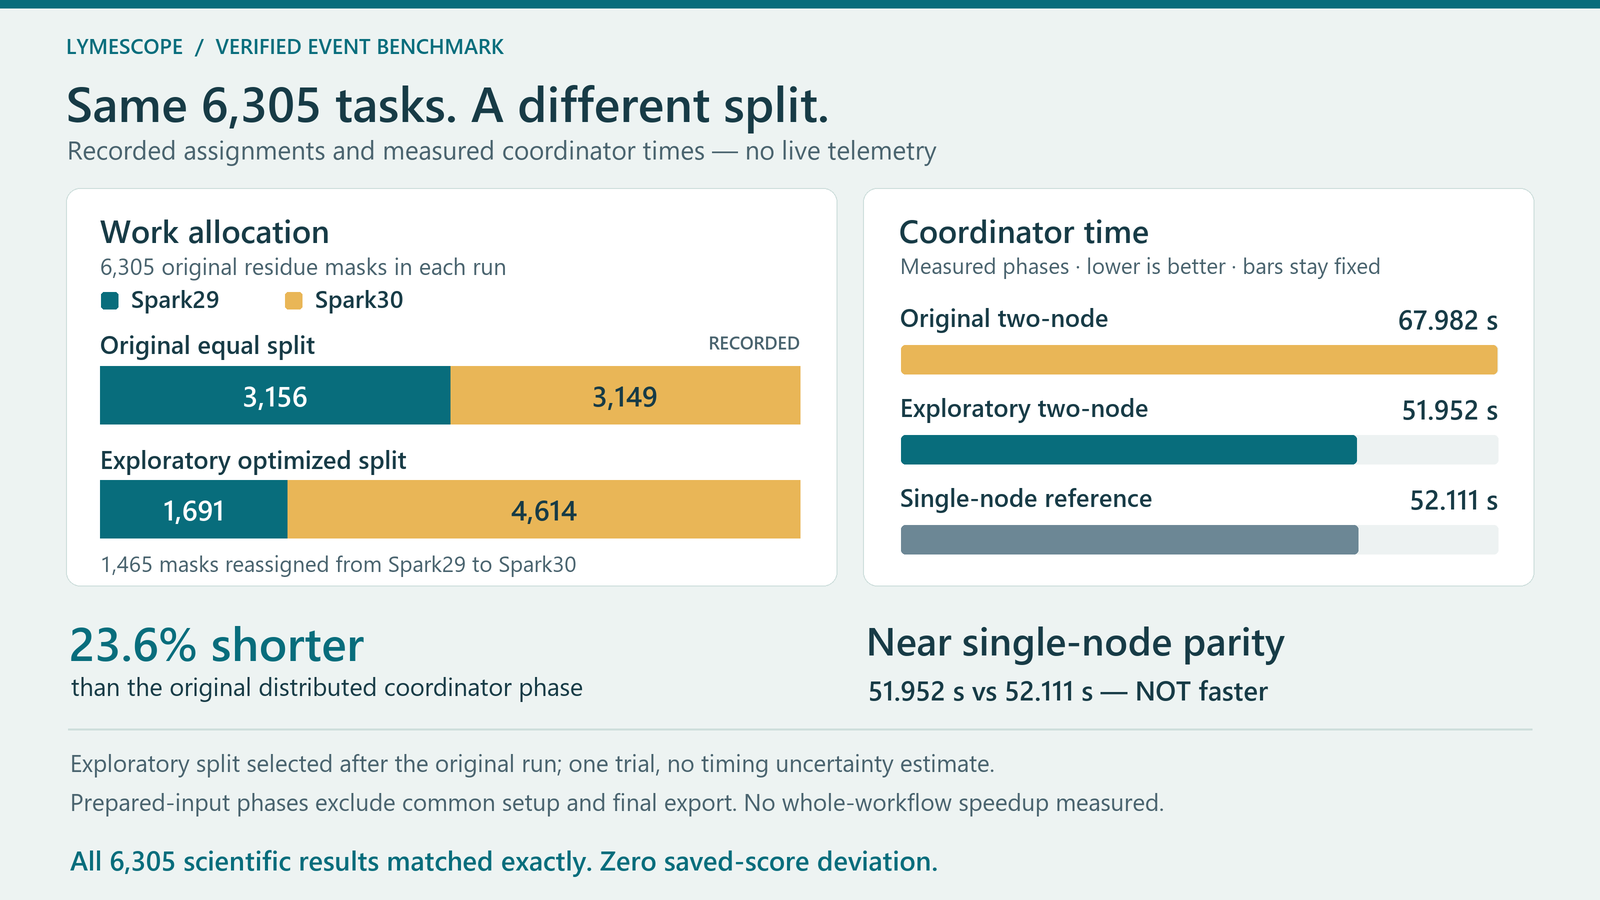 LYMESCOPE / VERIFIED EVENT BENCHMARK
Same 6,305 tasks. A different split.
Recorded assignments and measured coordinator times — no live telemetry
Work allocation
6,305 original residue masks in each run
Spark29 Spark30
Original equal split RECORDED
3,156 3,149
Exploratory optimized split
1,691 4,614
1,465 masks reassigned from Spark29 to Spark30
Coordinator time
Measured phases · lower is better · bars stay fixed
Original two-node 67.982 s
Exploratory two-node 51.952 s
Single-node reference 52.111 s
23.6% shorter
than the original distributed coordinator phase
Near single-node parity
51.952 s vs 52.111 s — NOT faster
Exploratory split selected after the original run; one trial, no timing uncertainty estimate.
Prepared-input phases exclude common setup and final export. No whole-workflow speedup measured.
All 6,305 scientific results matched exactly. Zero saved-score deviation.